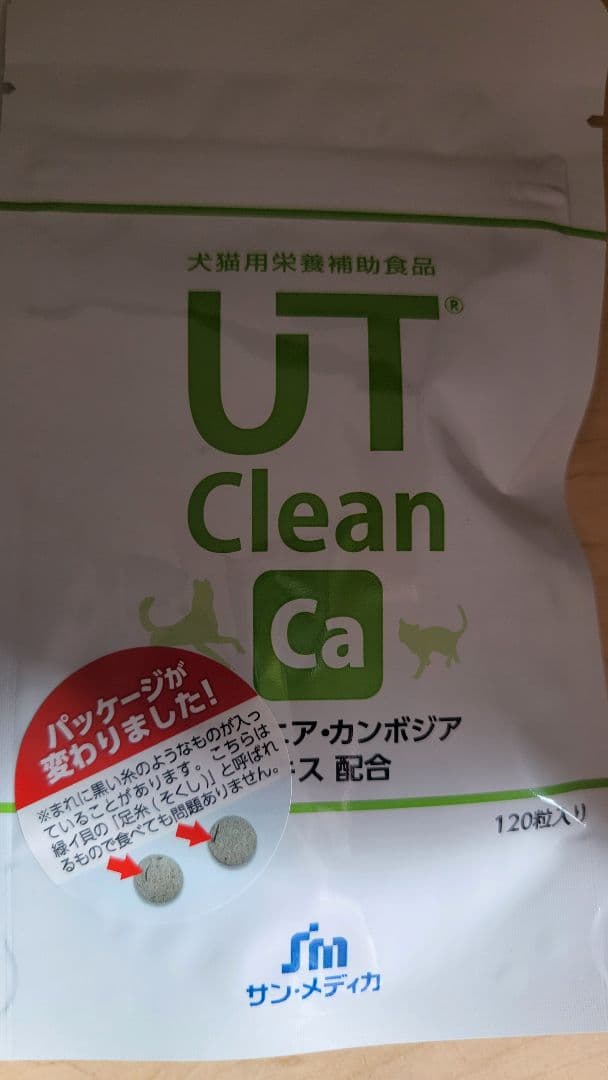 犬猫用栄養補助食品
UT®
Clean
Ca
ニア・カンボジア
キス 配合
120粒入り
パッケージが
変わりました!
※まれに黒い糸のようなものが入っ
ていることがあります。こちらは
緑イ貝の「足糸(そくし)」と呼ばれ
るもので食べても問題ありません。
Sm
サン・メディカ